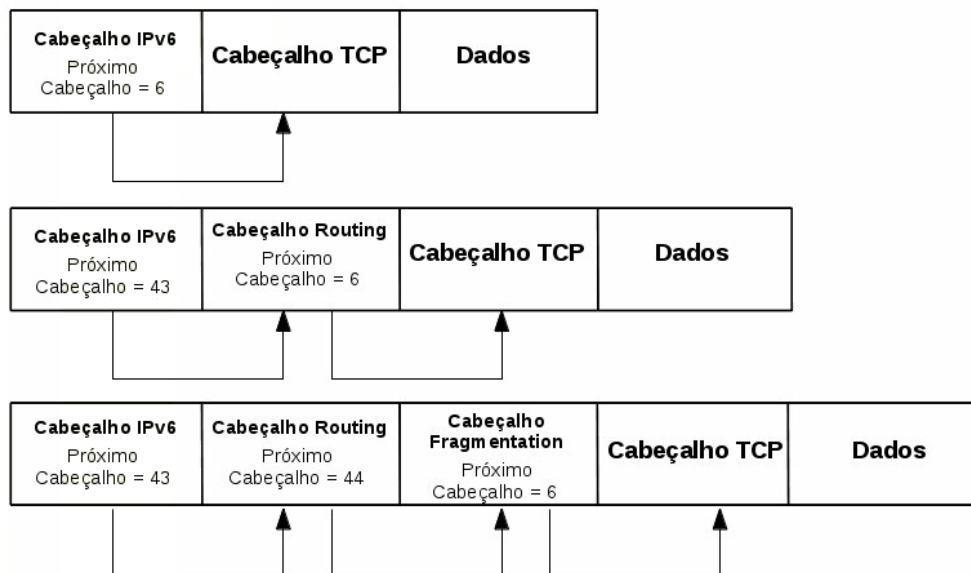 Cabeçalho IPv6
Próximo
Cabeçalho = 6
Cabeçalho TCP
Dados
Cabeçalho IPv6
Próximo
Cabeçalho = 43
Cabeçalho Routing
Próximo
Cabeçalho = 6
Cabeçalho TCP
Dados
Cabeçalho IPv6
Próximo
Cabeçalho = 43
Cabeçalho Routing
Próximo
Cabeçalho = 44
Cabeçalho
Fragmentation
Próximo
Cabeçalho = 6
Cabeçalho TCP
Dados